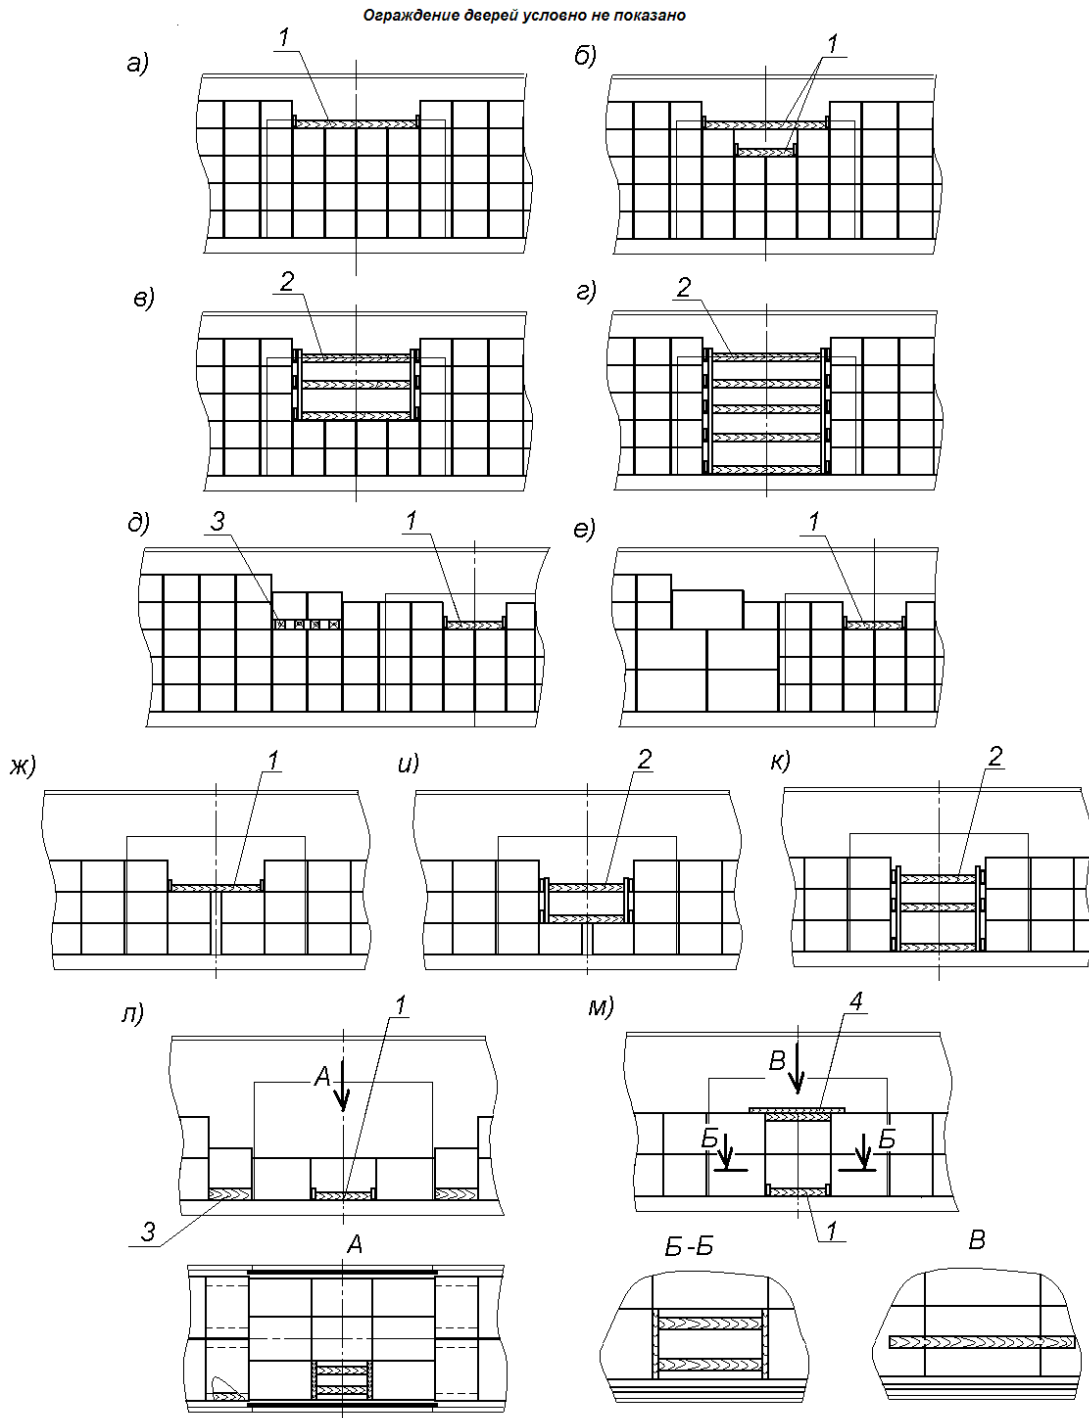 Ограждение дверей условно не показано
а)
1
б)
1
в)
2
г)
2
д)
3
1
е)
1
ж)
1
и)
2
к)
2
л)
1
А
3
А
м)
4
В
Б
Б
1
Б-Б
В